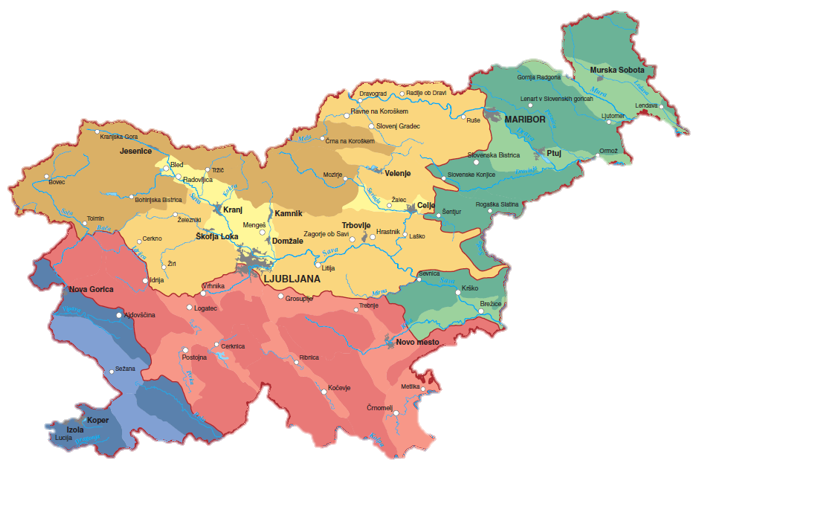 Murska Sobota
Gornja Radgona
Mura
Lendava
Dravograd
Radlje ob Dravi
Lenart v Slovenskih goricah
Ravne na Koroškem
Ruše
MARIBOR
Ljutomer
Slovenj Gradec
Kranjska Gora
Črna na Koroškem
Jesenice
Slovenska Bistrica
Ptuj
Ormož
Bled
Tržič
Mozirje
Velenje
Slovenske Konjice
Bovec
Radovljica
Bohinjska Bistrica
Žalec
Celje
Rogaška Slatina
Kranj
Kamnik
Šentjur
Tolmin
Železniki
Mengeš
Trbovlje
Cerkno
Škofja Loka
Domžale
Zagorje ob Savi
Hrastnik
Laško
Sava
Žiri
Litija
Idrija
Vrhnika
LJUBLJANA
Sevnica
Nova Gorica
Grosuplje
Krško
Ajdovščina
Logatec
Trebnje
Brežice
Cerknica
Novo mesto
Postojna
Ribnica
Sežana
Kočevje
Metlika
Črnomelj
Koper
Izola
Lucija